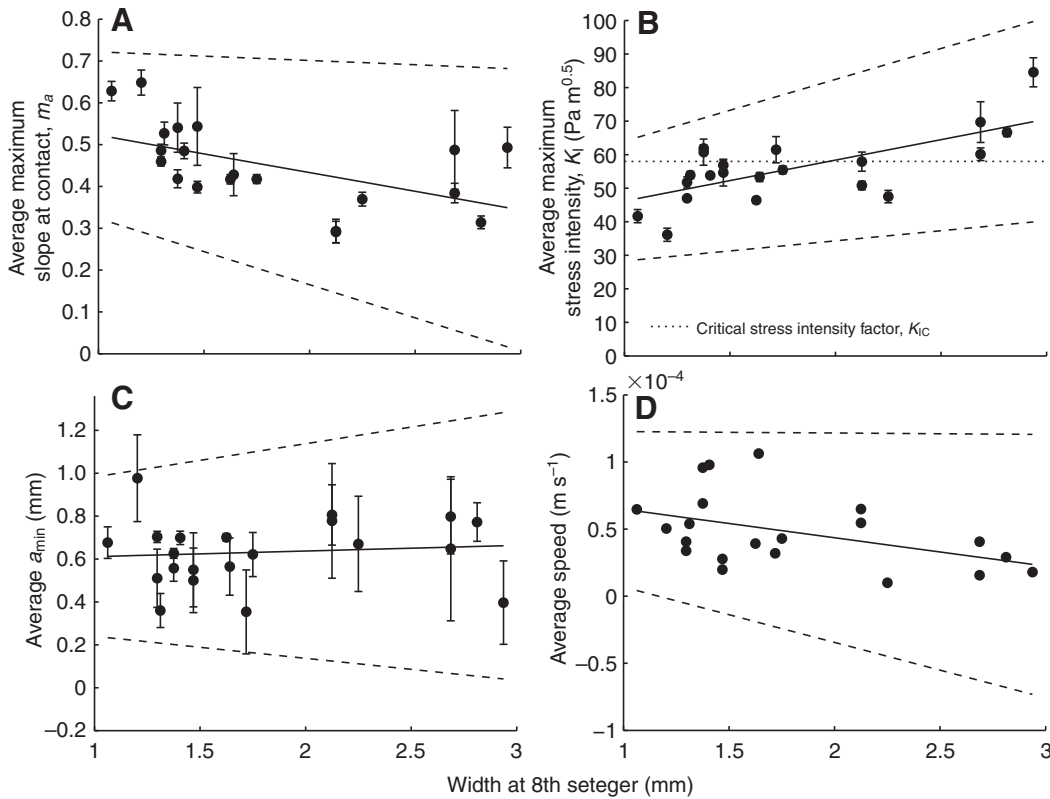 A
0.8
0.7
0.6
0.5
0.4
0.3
0.2
0.1
0
Average maximum
slope at contact, mₐ
B
100
90
80
70
60
50
40
30
20
10
0
Average maximum
stress intensity, K_I (Pa m^0.5)
Critical stress intensity factor, K_IC
C
1.2
1.0
0.8
0.6
0.4
0.2
0
–0.2
Average a_min (mm)
1 1.5 2 2.5 3
D
×10^–4
1.5
1
0.5
0
–0.5
–1
Average speed (m s^–1)
1 1.5 2 2.5 3
Width at 8th seteger (mm)